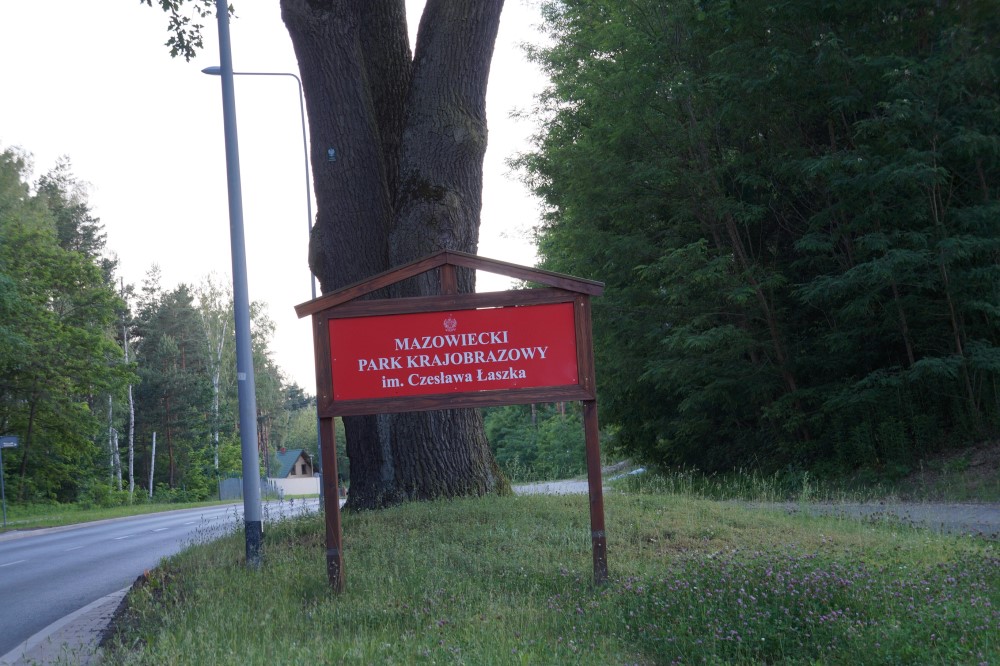 MAZOWIECKI
PARK KRAJOBRAZOWY
im. Czesława Łaszka